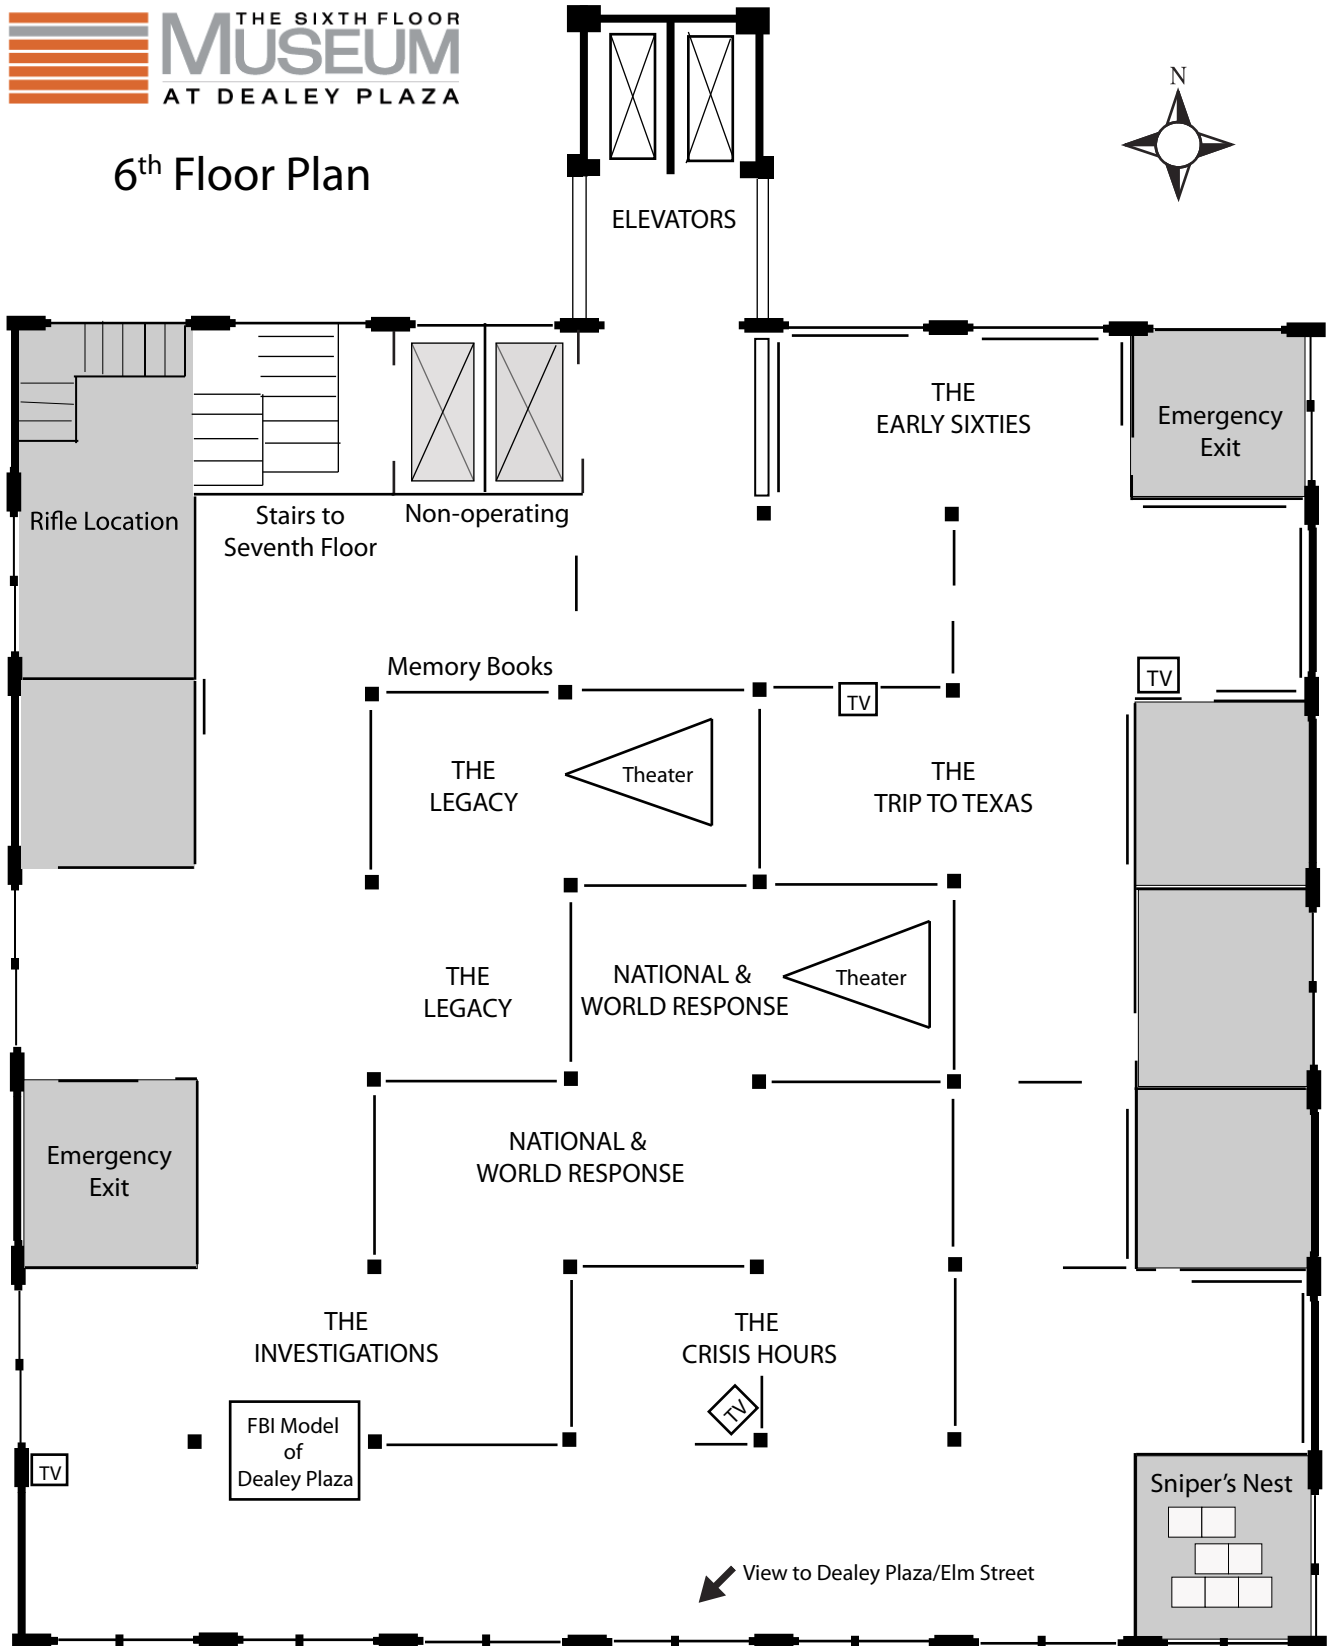 THE SIXTH FLOOR
MUSEUM
AT DEALEY PLAZA
N
6th Floor Plan
ELEVATORS
THE
EARLY SIXTIES
Emergency
Exit
Rifle Location
Stairs to
Seventh Floor
Non-operating
Memory Books
TV
TV
THE
LEGACY
Theater
THE
TRIP TO TEXAS
THE
LEGACY
NATIONAL &
WORLD RESPONSE
Theater
Emergency
Exit
NATIONAL &
WORLD RESPONSE
THE
INVESTIGATIONS
THE
CRISIS HOURS
TV
FBI Model
of
Dealey Plaza
TV
Sniper's Nest
View to Dealey Plaza/Elm Street